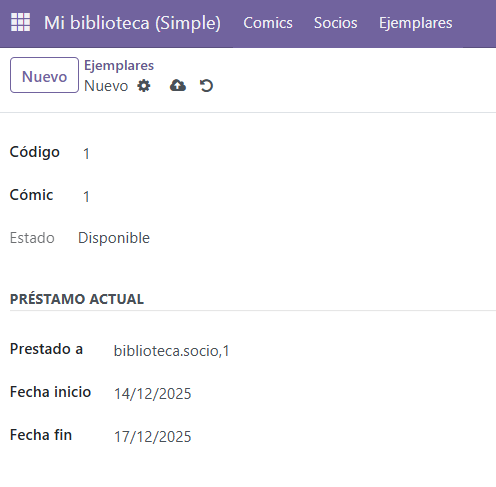 Mi biblioteca (Simple) Comics Socios Ejemplares
Nuevo Ejemplares
Nuevo
Código 1
Cómic 1
Estado Disponible
PRÉSTAMO ACTUAL
Prestado a biblioteca.socio,1
Fecha inicio 14/12/2025
Fecha fin 17/12/2025